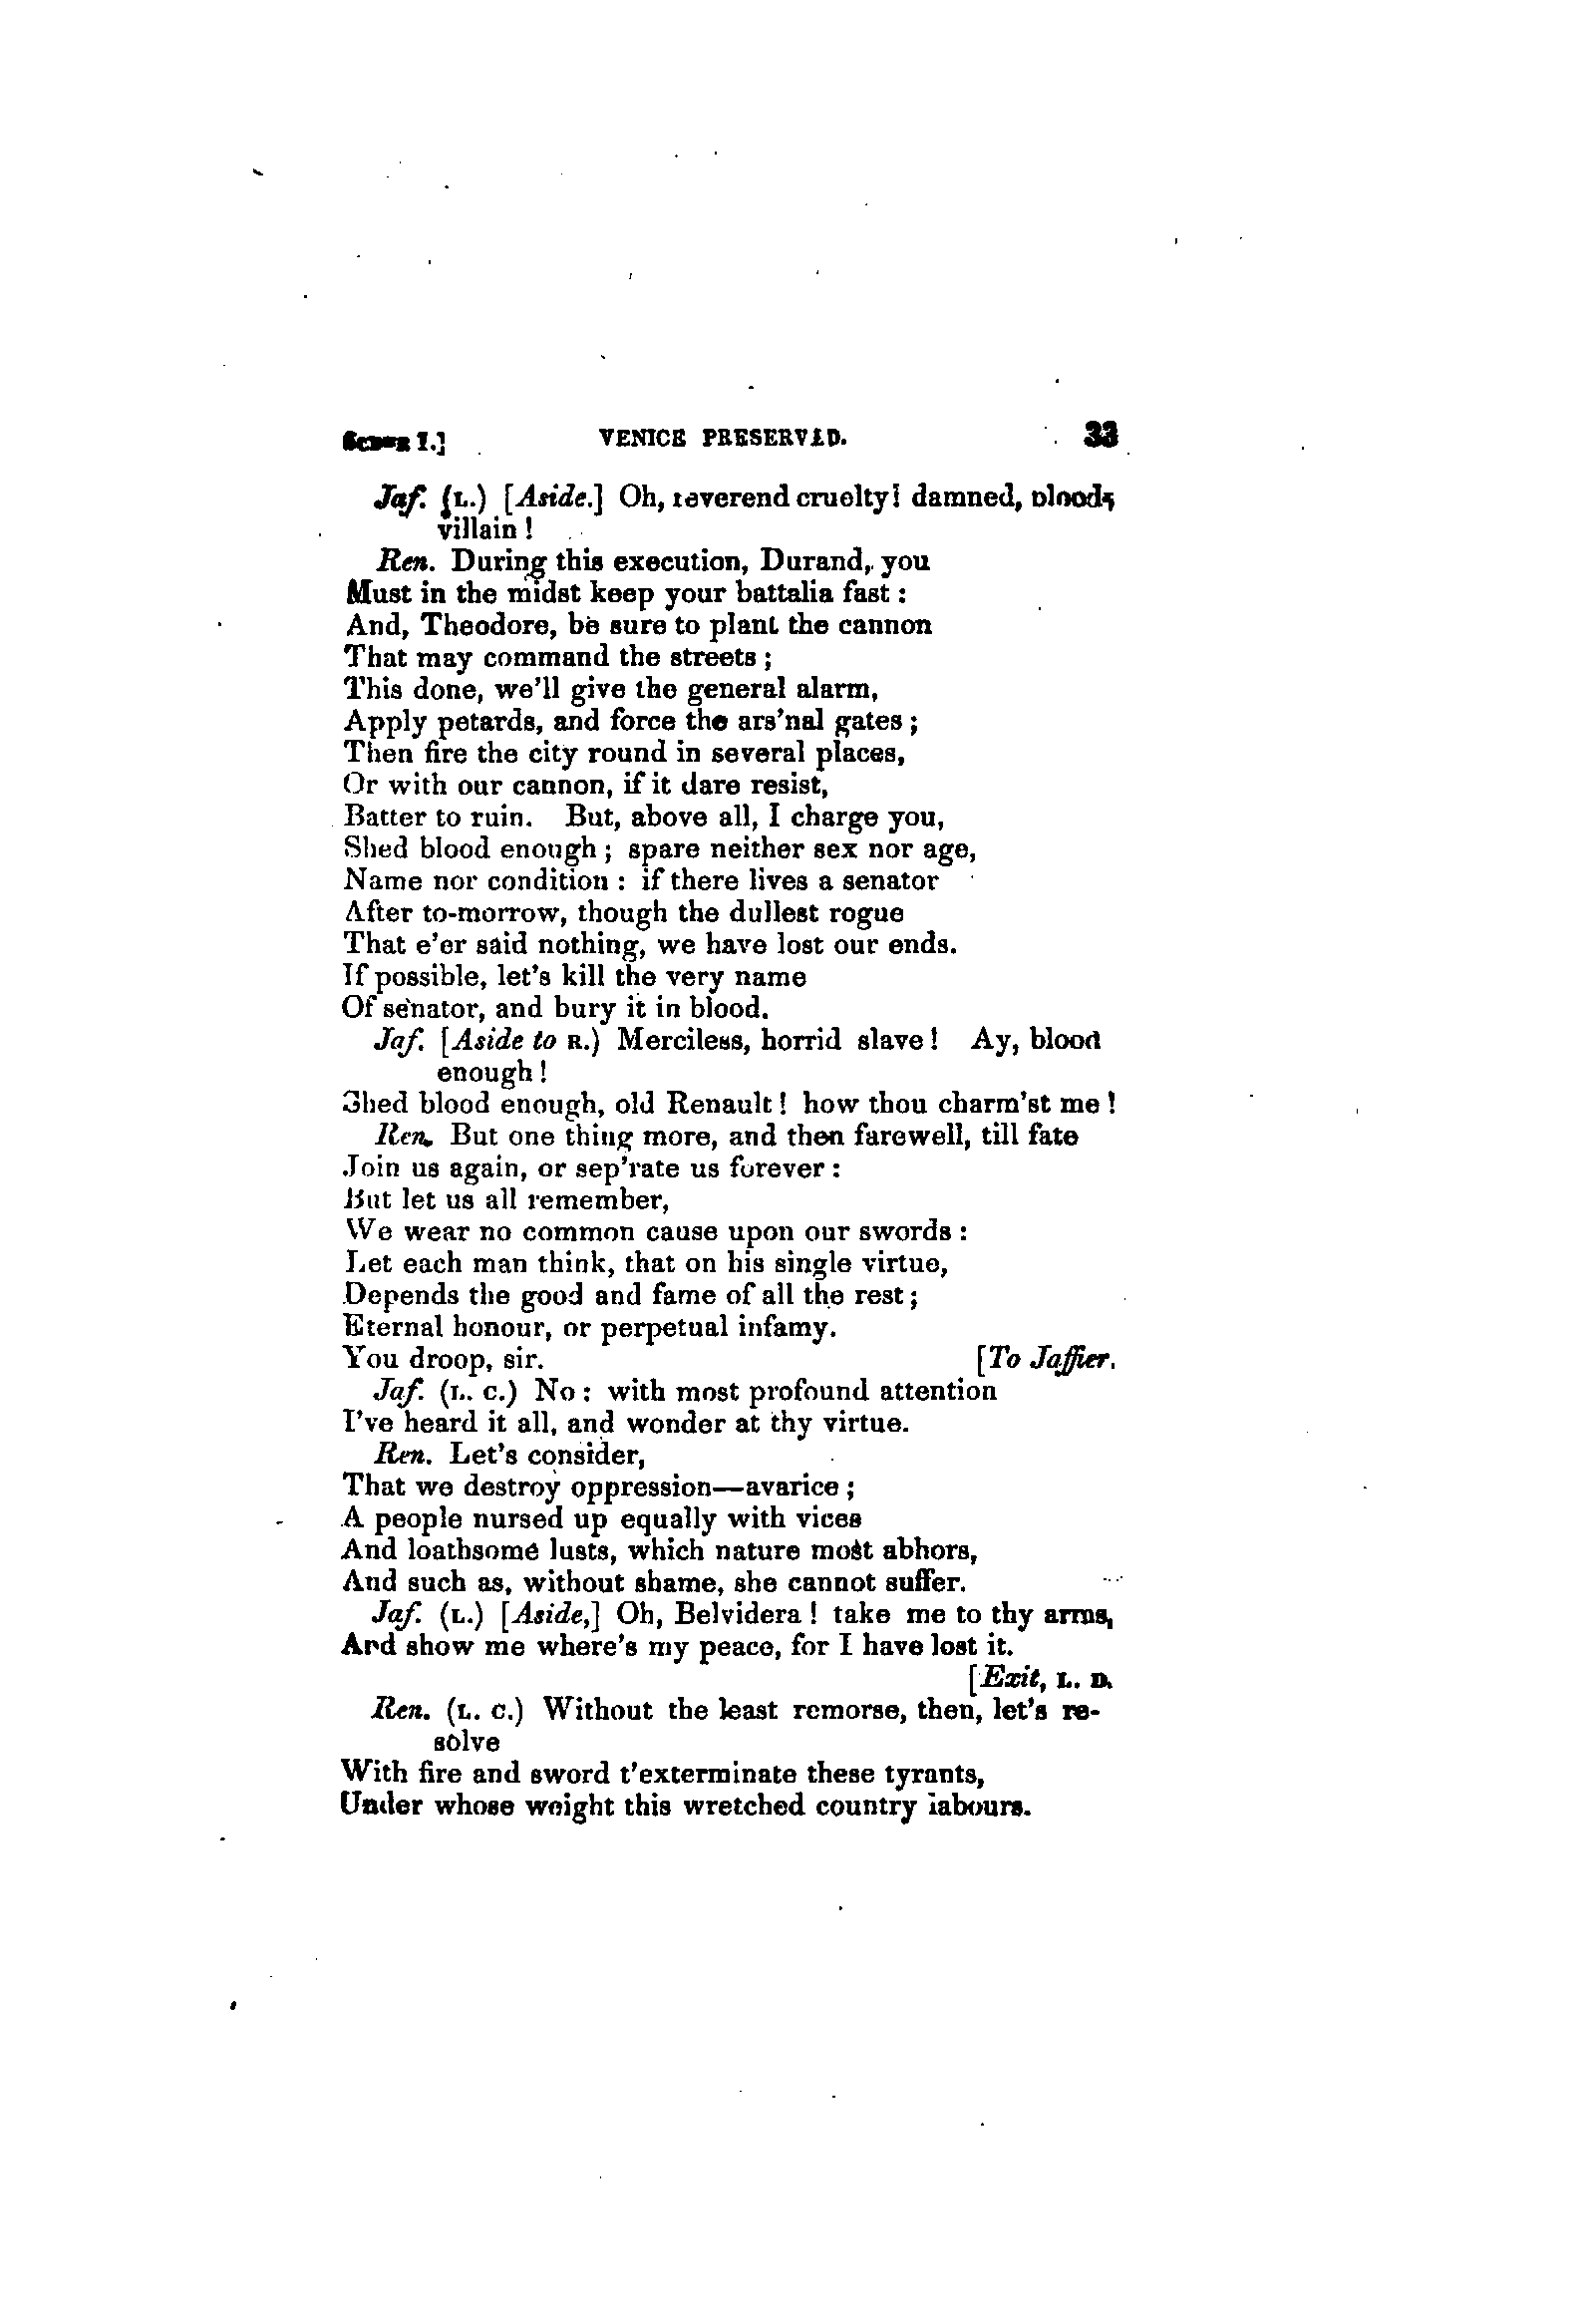 Scene I.] VENICE PRESERVED. 33
Jaf. (L.) [Aside.] Oh, reverend cruelty! damned, bloody
villain!
Ren. During this execution, Durand, you
Must in the midst keep your battalia fast:
And, Theodore, be sure to plant the cannon
That may command the streets;
This done, we'll give the general alarm,
Apply petards, and force the ars'nal gates;
Then fire the city round in several places,
Or with our cannon, if it dare resist,
Batter to ruin. But, above all, I charge you,
Shed blood enough; spare neither sex nor age,
Name nor condition: if there lives a senator
After to-morrow, though the dullest rogue
That e'er said nothing, we have lost our ends.
If possible, let's kill the very name
Of senator, and bury it in blood.
Jaf. [Aside to R.) Merciless, horrid slave! Ay, blood
enough!
Shed blood enough, old Renault! how thou charm'st me!
Ren. But one thing more, and then farewell, till fate
Join us again, or sep'rate us forever:
But let us all remember,
We wear no common cause upon our swords:
Let each man think, that on his single virtue,
Depends the good and fame of all the rest;
Eternal honour, or perpetual infamy.
You droop, sir. [To Jaffier.
Jaf. (L. C.) No: with most profound attention
I've heard it all, and wonder at thy virtue.
Ren. Let's consider,
That we destroy oppression—avarice;
A people nursed up equally with vices
And loathsome lusts, which nature most abhors,
And such as, without shame, she cannot suffer.
Jaf. (L.) [Aside,] Oh, Belvidera! take me to thy arms,
And show me where's my peace, for I have lost it.
[Exit, L. D.
Ren. (L. C.) Without the least remorse, then, let's re-
solve
With fire and sword t'exterminate these tyrants,
Under whose weight this wretched country labours.